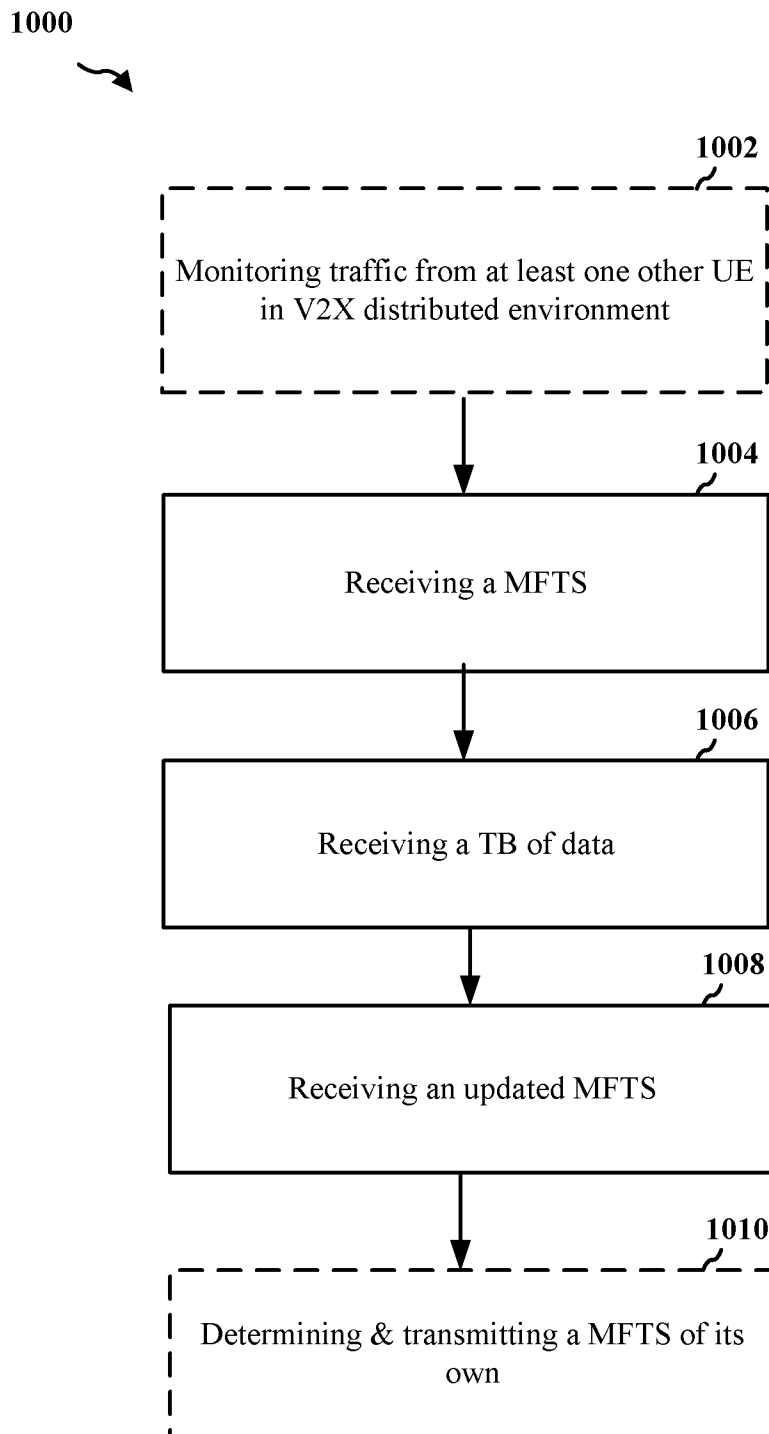 1000
1002
Monitoring traffic from at least one other UE
in V2X distributed environment
1004
Receiving a MFTS
1006
Receiving a TB of data
1008
Receiving an updated MFTS
1010
Determining & transmitting a MFTS of its
own